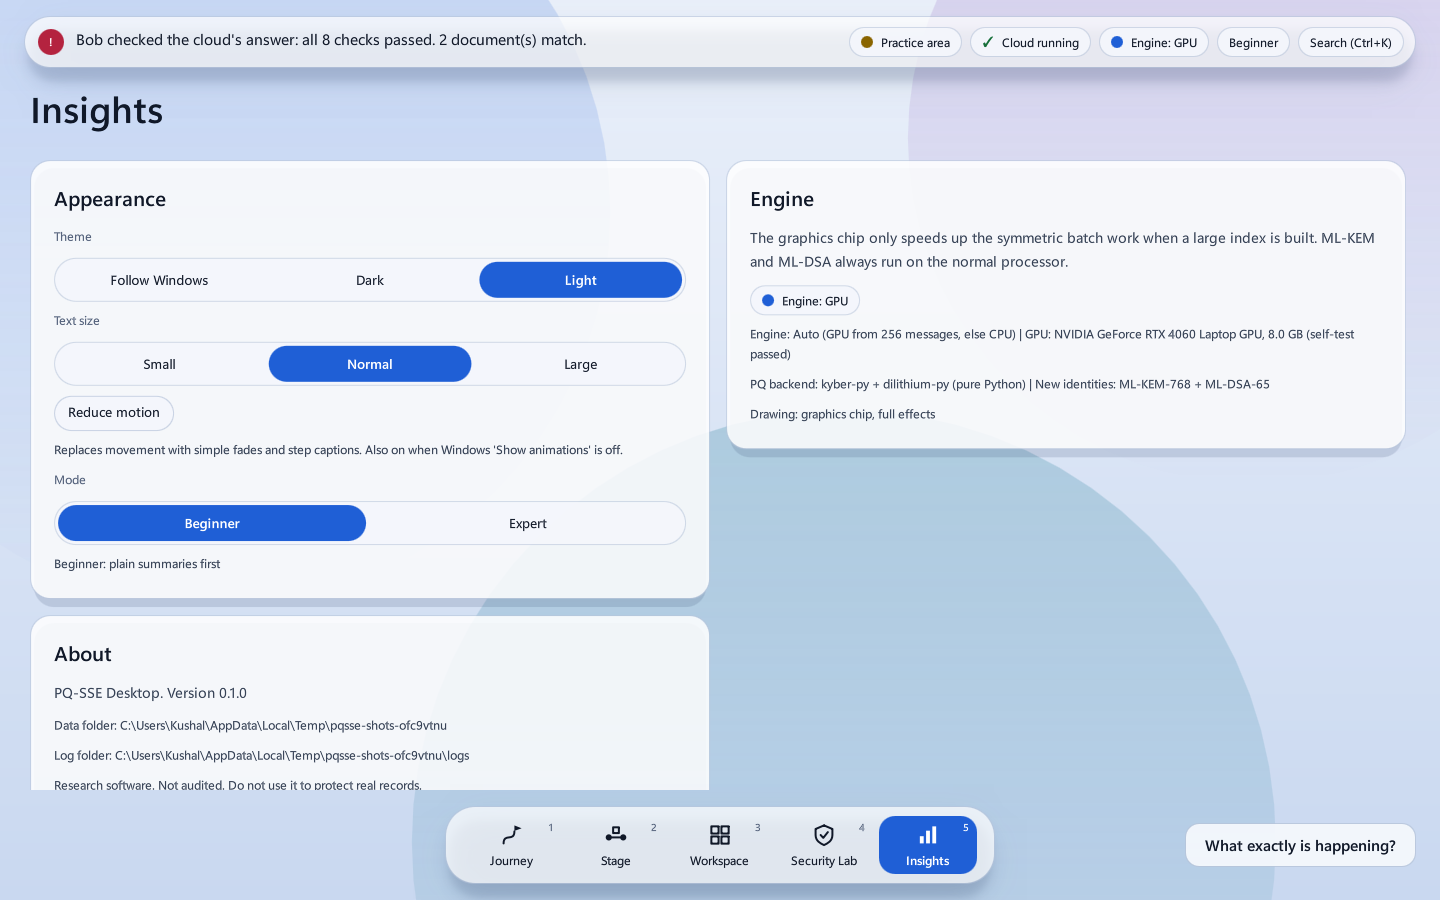 ! Bob checked the cloud's answer: all 8 checks passed. 2 document(s) match.
Practice area
✓ Cloud running
Engine: GPU
Beginner
Search (Ctrl+K)
Insights
Appearance
Theme
Follow Windows Dark Light
Text size
Small Normal Large
Reduce motion
Replaces movement with simple fades and step captions. Also on when Windows 'Show animations' is off.
Mode
Beginner Expert
Beginner: plain summaries first
Engine
The graphics chip only speeds up the symmetric batch work when a large index is built. ML-KEM
and ML-DSA always run on the normal processor.
Engine: GPU
Engine: Auto (GPU from 256 messages, else CPU) | GPU: NVIDIA GeForce RTX 4060 Laptop GPU, 8.0 GB (self-test
passed)
PQ backend: kyber-py + dilithium-py (pure Python) | New identities: ML-KEM-768 + ML-DSA-65
Drawing: graphics chip, full effects
About
PQ-SSE Desktop. Version 0.1.0
Data folder: C:\Users\Kushal\AppData\Local\Temp\pqsse-shots-ofc9vtnu
Log folder: C:\Users\Kushal\AppData\Local\Temp\pqsse-shots-ofc9vtnu\logs
Research software. Not audited. Do not use it to protect real records.
Journey 1
Stage 2
Workspace 3
Security Lab 4
Insights 5
What exactly is happening?